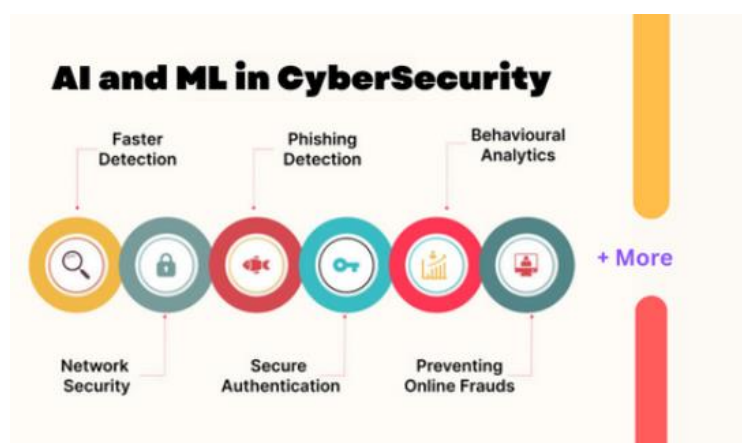 AI and ML in CyberSecurity
Faster
Detection
Phishing
Detection
Behavioural
Analytics
+ More
Network
Security
Secure
Authentication
Preventing
Online Frauds